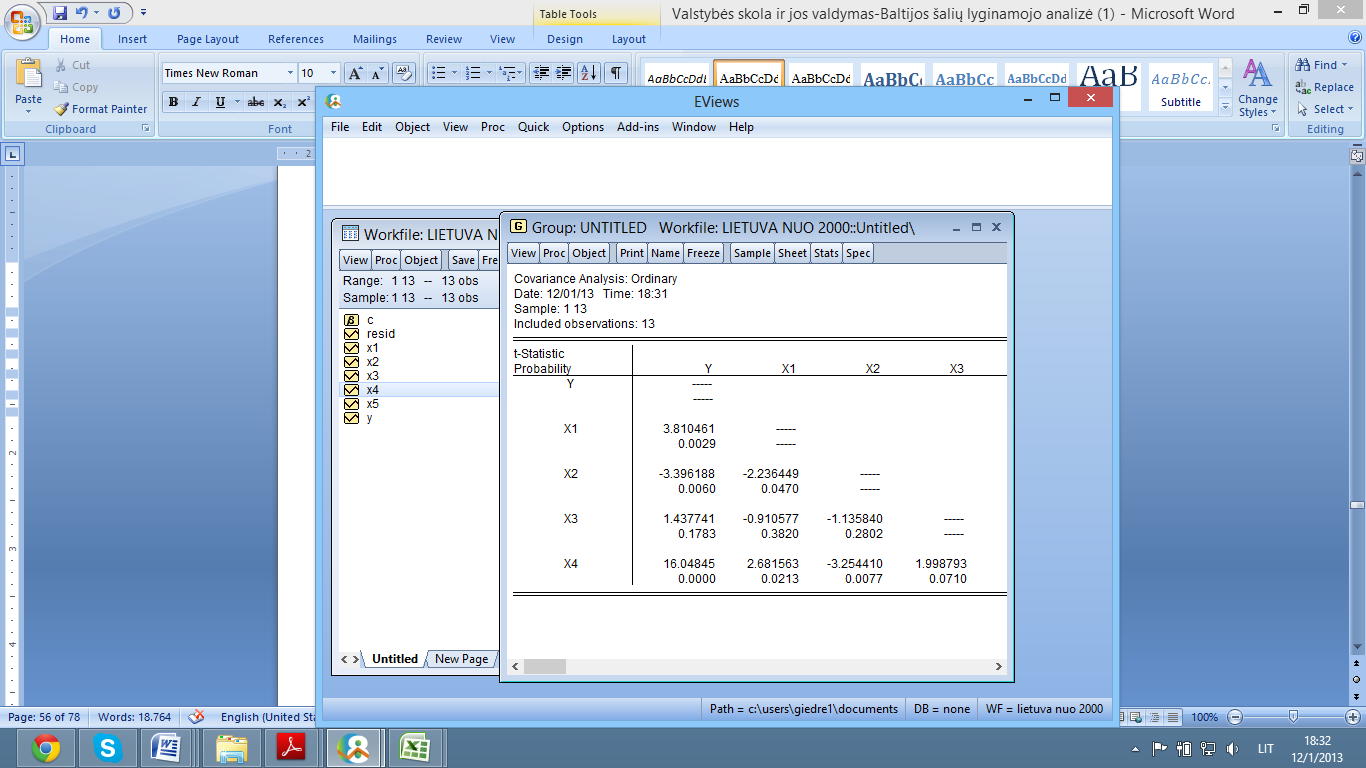 Table Tools
Valstybės skola ir jos valdymas-Baltijos šalių lyginamojo analizė (1) - Microsoft Word
Home Insert Page Layout References Mailings Review View Design Layout
Paste
Cut
Copy
Format Painter
Clipboard
Times New Roman 10
B I U abc x₂ x²
Font
AaBbCcDdE AaBbCcDd AaBbCcDd AaBbCc AaBbCc AaBbCcDd AaB AaBbCcL
Subtitle
Change
Styles
Find
Replace
Select
Editing
EViews
File Edit Object View Proc Quick Options Add-ins Window Help
Workfile: LIETUVA N
View Proc Object Save Fre
Range: 1 13 -- 13 obs
Sample: 1 13 -- 13 obs
c
resid
x1
x2
x3
x4
x5
y
Untitled New Page
Group: UNTITLED Workfile: LIETUVA NUO 2000::Untitled\
View Proc Object Print Name Freeze Sample Sheet Stats Spec
Covariance Analysis: Ordinary
Date: 12/01/13 Time: 18:31
Sample: 1 13
Included observations: 13
t-Statistic
Probability Y X1 X2 X3
Y -----
-----
X1 3.810461 -----
0.0029 -----
X2 -3.396188 -2.236449 -----
0.0060 0.0470 -----
X3 1.437741 -0.910577 -1.135840 -----
0.1783 0.3820 0.2802 -----
X4 16.04845 2.681563 -3.254410 1.998793
0.0000 0.0213 0.0077 0.0710
Path = c:\users\giedre1\documents DB = none WF = lietuva nuo 2000
Page: 56 of 78 Words: 18.764 English (United Sta 100%
LIT
18:32
12/1/2013